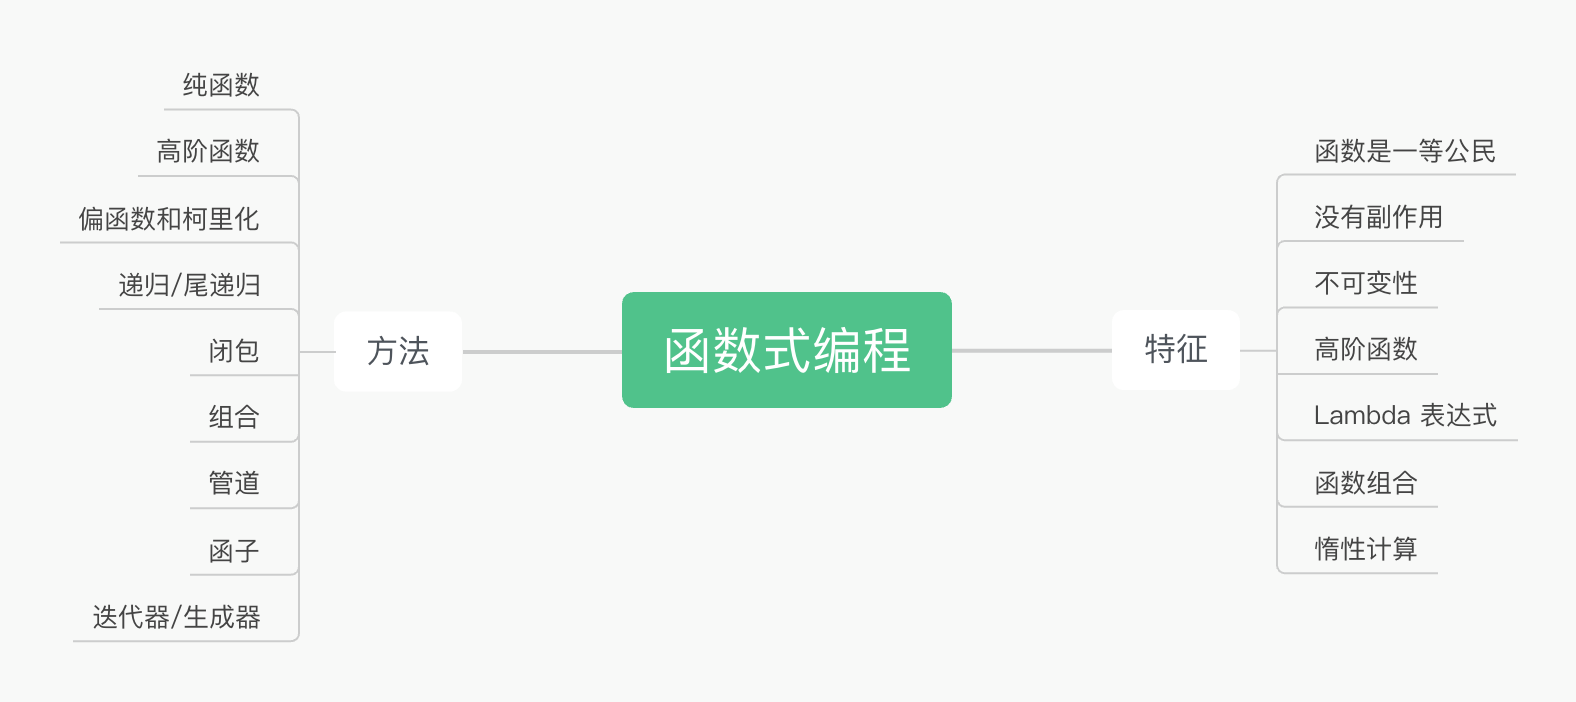 函数式编程
方法
纯函数
高阶函数
偏函数和柯里化
递归/尾递归
闭包
组合
管道
函子
迭代器/生成器
特征
函数是一等公民
没有副作用
不可变性
高阶函数
Lambda 表达式
函数组合
惰性计算